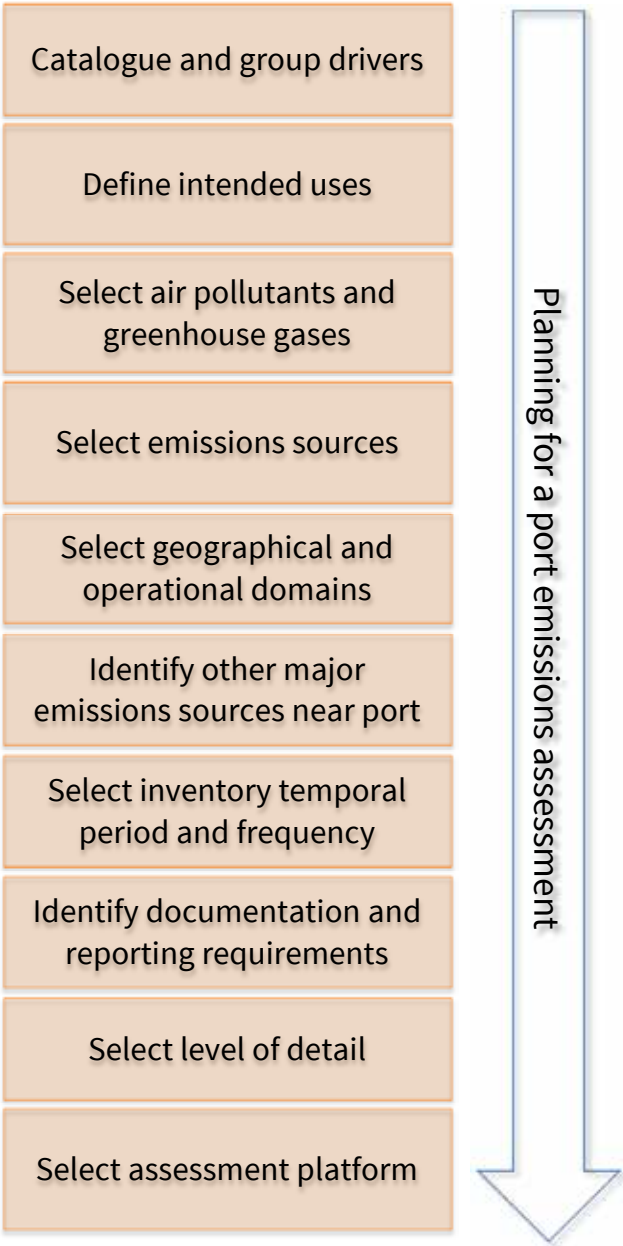 Catalogue and group drivers
Define intended uses
Select air pollutants and
greenhouse gases
Select emissions sources
Select geographical and
operational domains
Identify other major
emissions sources near port
Select inventory temporal
period and frequency
Identify documentation and
reporting requirements
Select level of detail
Select assessment platform
Planning for a port emissions assessment